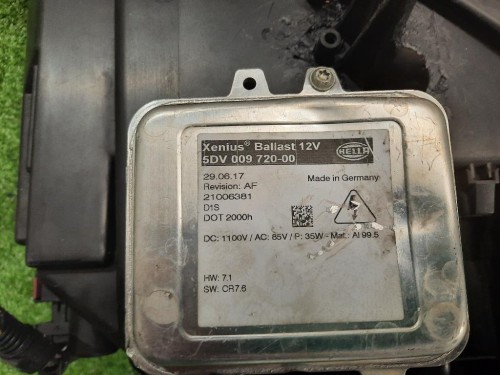 Xenius® Ballast 12V
5DV 009 720-00
HELLA
29.06.17
Made in Germany
Revision: AF
21006381
D1S
DOT 2000h
DC: 1100V / AC: 85V / P: 35W - Mat.: Al 99.5
HW: 7.1
SW: CR7.6